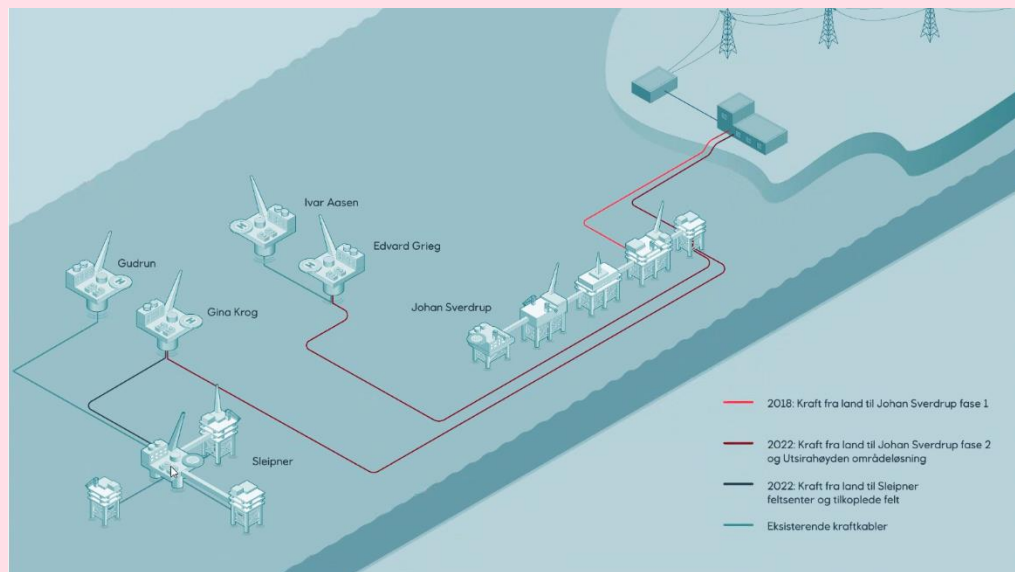 Ivar Aasen
Edvard Grieg
Gudrun
Gina Krog
Johan Sverdrup
Sleipner
2018: Kraft fra land til Johan Sverdrup fase 1
2022: Kraft fra land til Johan Sverdrup fase 2
og Utsirahøyden områdeløsning
2022: Kraft fra land til Sleipner
feltsenter og tilkoplede felt
Eksisterende kraftkabler